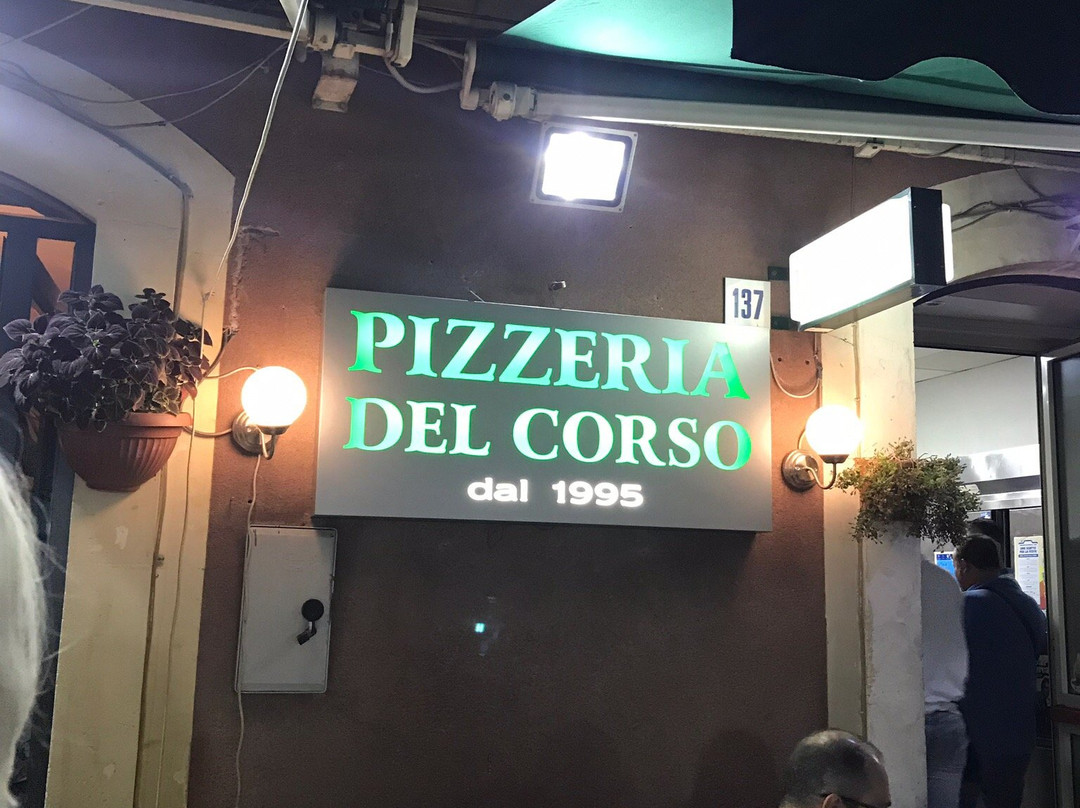 137
PIZZERIA
DEL CORSO
dal 1995